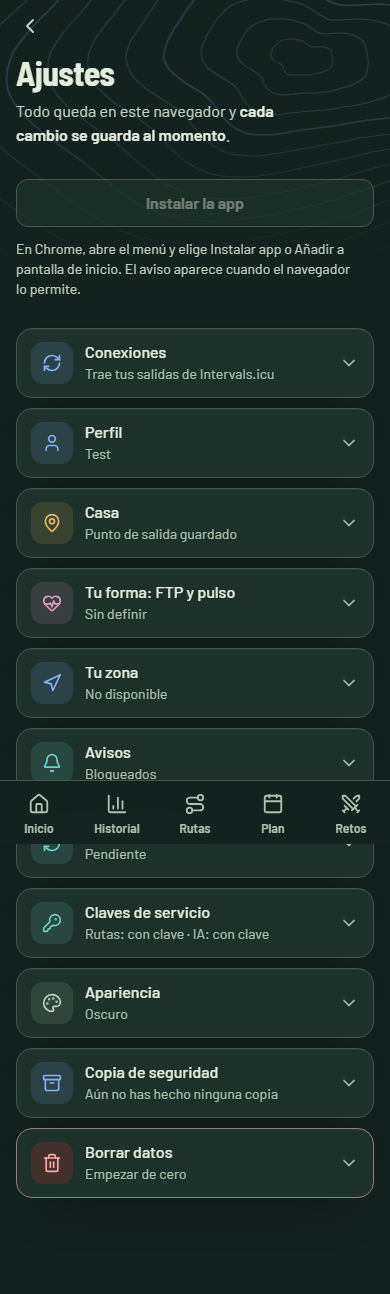 Ajustes
Todo queda en este navegador y cada
cambio se guarda al momento.
Instalar la app
En Chrome, abre el menú y elige Instalar app o Añadir a
pantalla de inicio. El aviso aparece cuando el navegador
lo permite.
Conexiones
Trae tus salidas de Intervals.icu
Perfil
Test
Casa
Punto de salida guardado
Tu forma: FTP y pulso
Sin definir
Tu zona
No disponible
Avisos
Bloqueados
Inicio
Historial
Rutas
Plan
Retos
Pendiente
Claves de servicio
Rutas: con clave · IA: con clave
Apariencia
Oscuro
Copia de seguridad
Aún no has hecho ninguna copia
Borrar datos
Empezar de cero